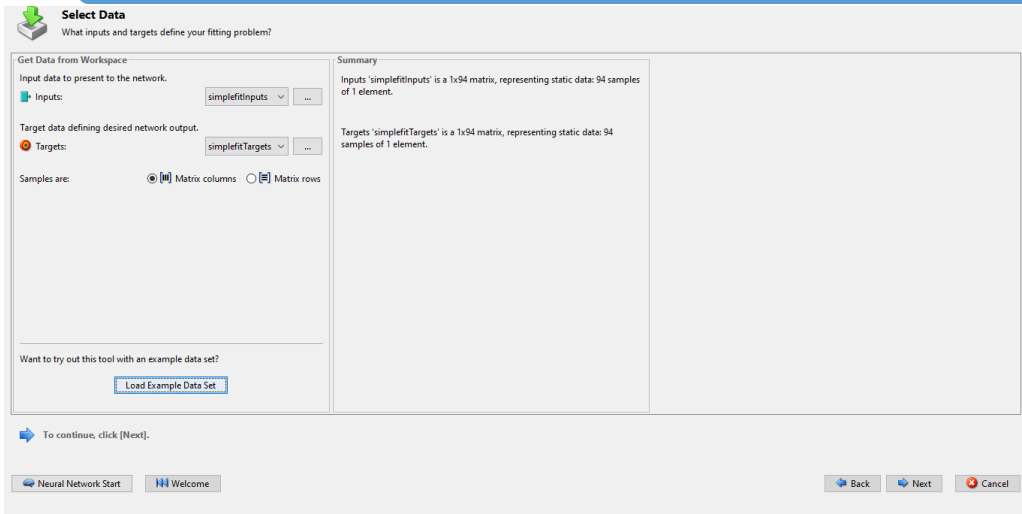 Select Data
What inputs and targets define your fitting problem?
Get Data from Workspace
Input data to present to the network.
Inputs: simplefitInputs ...
Target data defining desired network output.
Targets: simplefitTargets ...
Samples are: Matrix columns Matrix rows
Want to try out this tool with an example data set?
Load Example Data Set
Summary
Inputs 'simplefitInputs' is a 1x94 matrix, representing static data: 94 samples
of 1 element.
Targets 'simplefitTargets' is a 1x94 matrix, representing static data: 94
samples of 1 element.
To continue, click [Next].
Neural Network Start Welcome Back Next Cancel